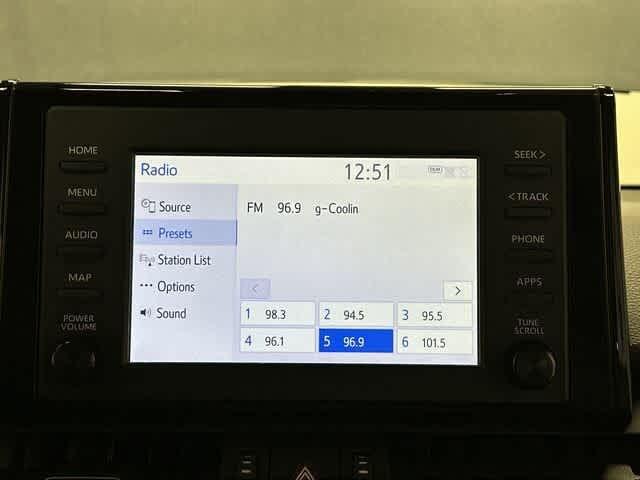 HOME
MENU
AUDIO
MAP
POWER
VOLUME
Radio 12:51
Source
Presets
Station List
Options
Sound
FM 96.9 g-Coolin
< >
1 98.3 2 94.5 3 95.5
4 96.1 5 96.9 6 101.5
SEEK >
< TRACK
PHONE
APPS
TUNE
SCROLL